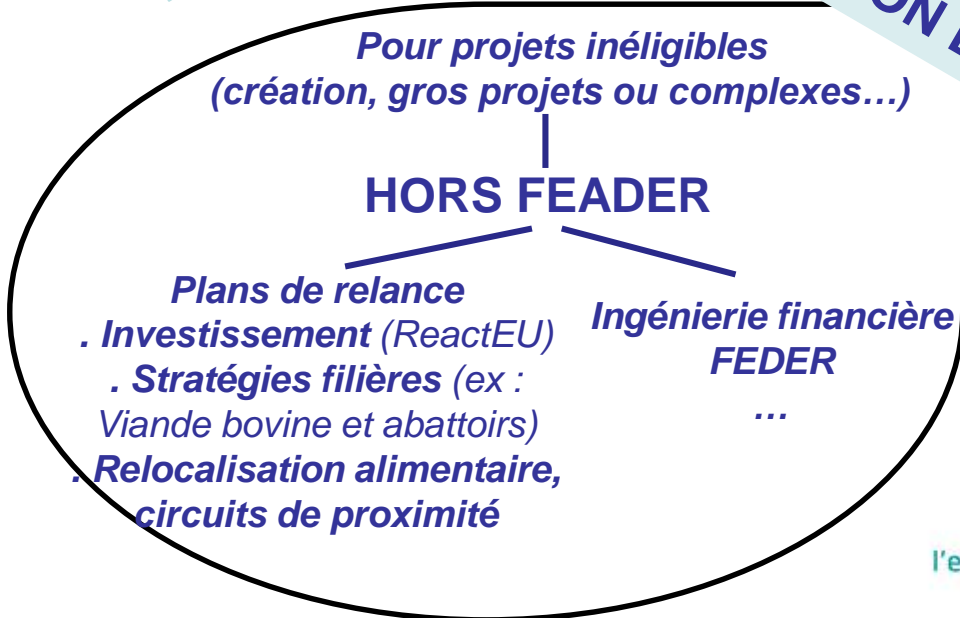 ON
Pour projets inéligibles
(création, gros projets ou complexes…)
HORS FEADER
Plans de relance
. Investissement (ReactEU)
. Stratégies filières (ex :
Viande bovine et abattoirs)
. Relocalisation alimentaire,
circuits de proximité
Ingénierie financière
FEDER
…
l'e